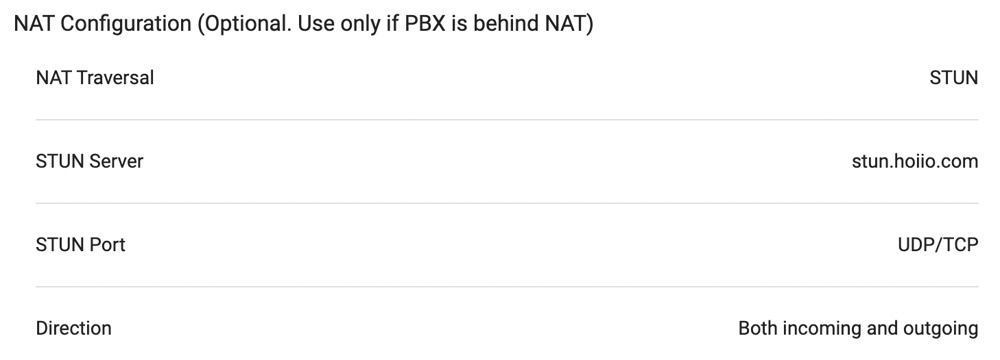 NAT Configuration (Optional. Use only if PBX is behind NAT)
NAT Traversal STUN
STUN Server stun.hoiio.com
STUN Port UDP/TCP
Direction Both incoming and outgoing